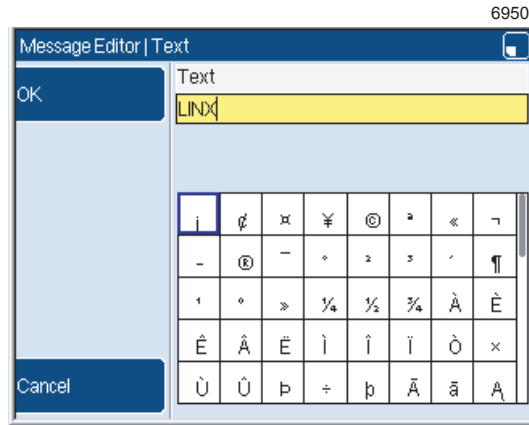 6950
Message Editor | Text
OK
Text
LINX
¡ ¢ ¤ ¥ © ª « ¬
- ® ¯ ° ² ³ ´ ¶
¹ º » ¼ ½ ¾ À È
Ê Â Ë Ì Î Ï Ò ×
Ù Û Þ ÷ þ Ā ā Ą
Cancel